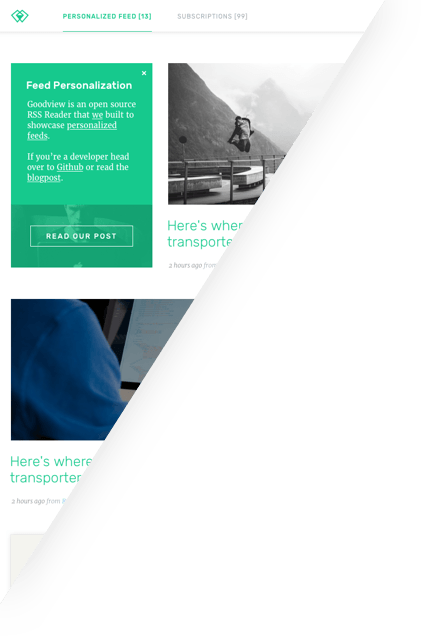 PERSONALIZED FEED [13]
SUBSCRIPTIONS [99]
×
Feed Personalization
Goodview is an open source
RSS Reader that we built to
showcase personalized
feeds.
If you're a developer head
over to Github or read the
blogpost.
READ OUR POST
Here's wher
transporte
2 hours ago from
Here's where
transporter
2 hours ago from